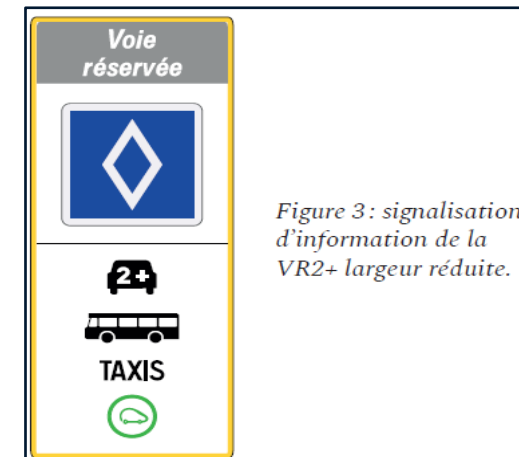 Voie
réservée
2+
TAXIS
Figure 3 : signalisation
d'information de la
VR2+ largeur réduite.